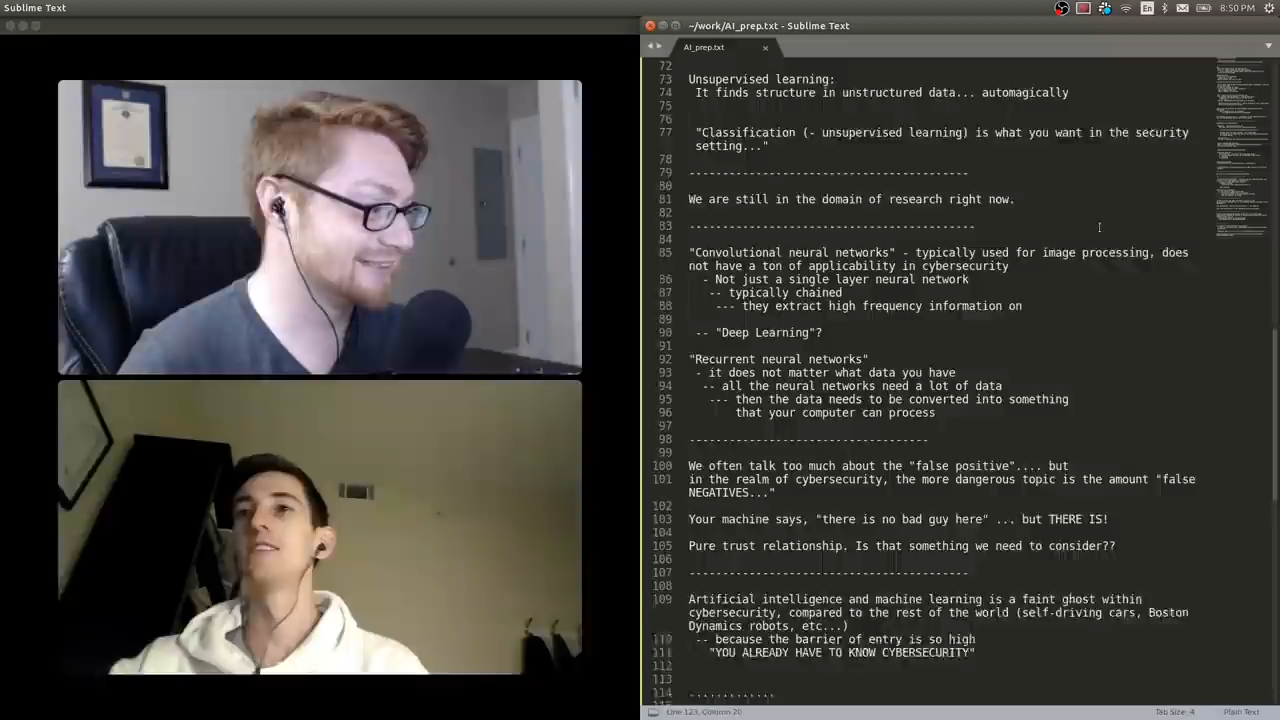 Sublime Text
En
8:50 PM
~/work/AI_prep.txt - Sublime Text
AI_prep.txt
72
73 Unsupervised learning:
74 It finds structure in unstructured data... automagically
75
76
77 "Classification (- unsupervised learning is what you want in the security
setting..."
78
79 ------------------------------------------
80
81 We are still in the domain of research right now.
82
83 ------------------------------------------
84
85 "Convolutional neural networks" - typically used for image processing, does
not have a ton of applicability in cybersecurity
86 - Not just a single layer neural network
87 -- typically chained
88 --- they extract high frequency information on
89
90 -- "Deep Learning"?
91
92 "Recurrent neural networks"
93 - it does not matter what data you have
94 -- all the neural networks need a lot of data
95 --- then the data needs to be converted into something
96 that your computer can process
97
98 ------------------------------------
99
100 We often talk too much about the "false positive".... but
101 in the realm of cybersecurity, the more dangerous topic is the amount "false
NEGATIVES..."
102
103 Your machine says, "there is no bad guy here" ... but THERE IS!
104
105 Pure trust relationship. Is that something we need to consider??
106
107 ------------------------------------------
108
109 Artificial intelligence and machine learning is a faint ghost within
cybersecurity, compared to the rest of the world (self-driving cars, Boston
Dynamics robots, etc...)
110 -- because the barrier of entry is so high
111 "YOU ALREADY HAVE TO KNOW CYBERSECURITY"
112
113
114 -------------
Line 123, Column 20
Tab Size: 4
Plain Text